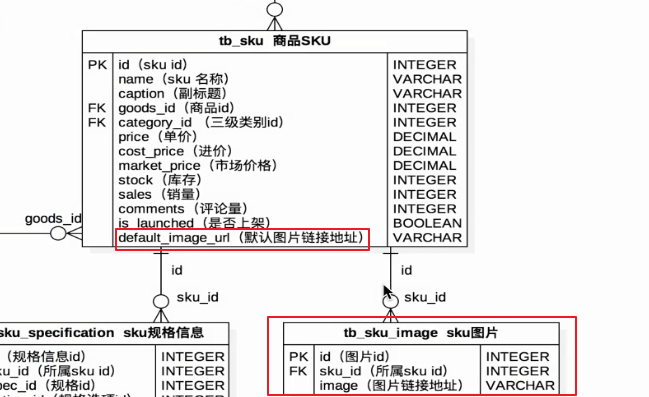 tb_sku 商品SKU
PK id（sku id） INTEGER
name（sku 名称） VARCHAR
caption（副标题） VARCHAR
FK goods_id（商品id） INTEGER
FK category_id （三级类别id） INTEGER
price（单价） DECIMAL
cost_price（进价） DECIMAL
market_price（市场价格） DECIMAL
stock（库存） INTEGER
sales（销量） INTEGER
comments（评论量） INTEGER
is_launched（是否上架） BOOLEAN
default_image_url（默认图片链接地址） VARCHAR
goods_id
id
id
sku_id
sku_id
sku_specification sku规格信息
（规格信息id） INTEGER
ku_id（所属sku id） INTEGER
pec_id（规格id） INTEGER
INTEGER
tb_sku_image sku图片
PK id（图片id） INTEGER
FK sku_id（所属sku id） INTEGER
image（图片链接地址） VARCHAR